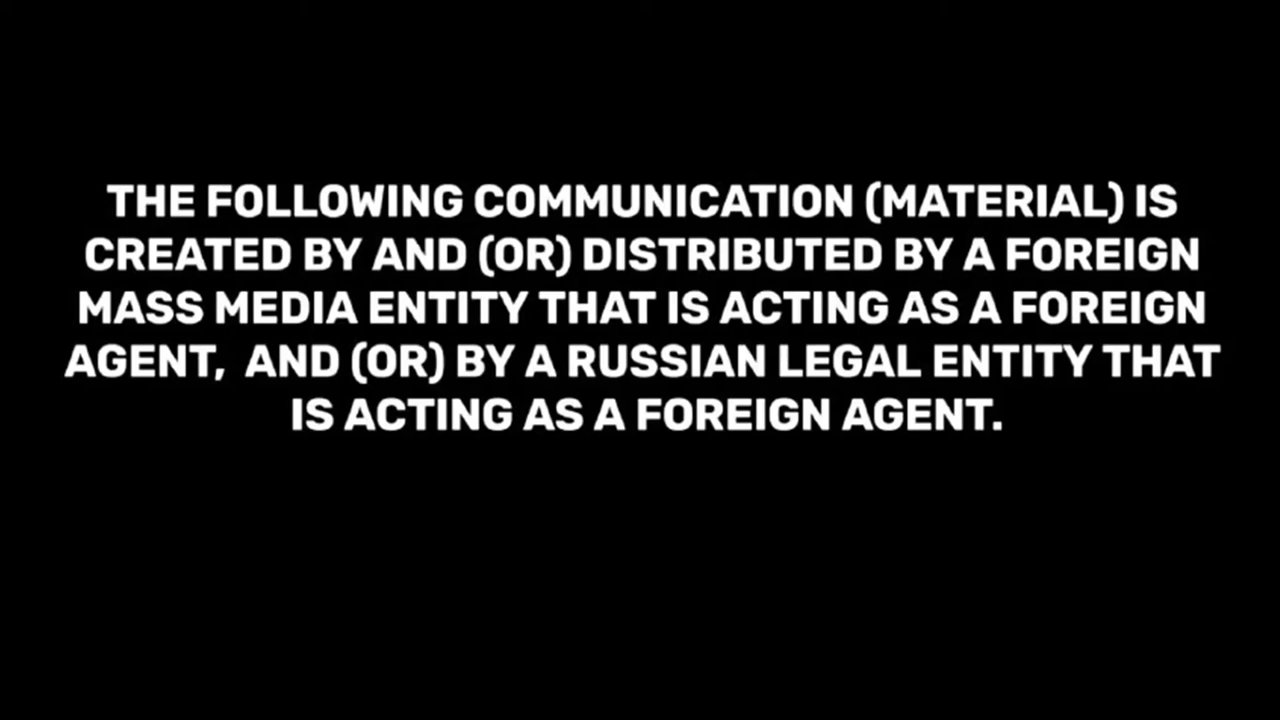 THE FOLLOWING COMMUNICATION (MATERIAL) IS
CREATED BY AND (OR) DISTRIBUTED BY A FOREIGN
MASS MEDIA ENTITY THAT IS ACTING AS A FOREIGN
AGENT, AND (OR) BY A RUSSIAN LEGAL ENTITY THAT
IS ACTING AS A FOREIGN AGENT.